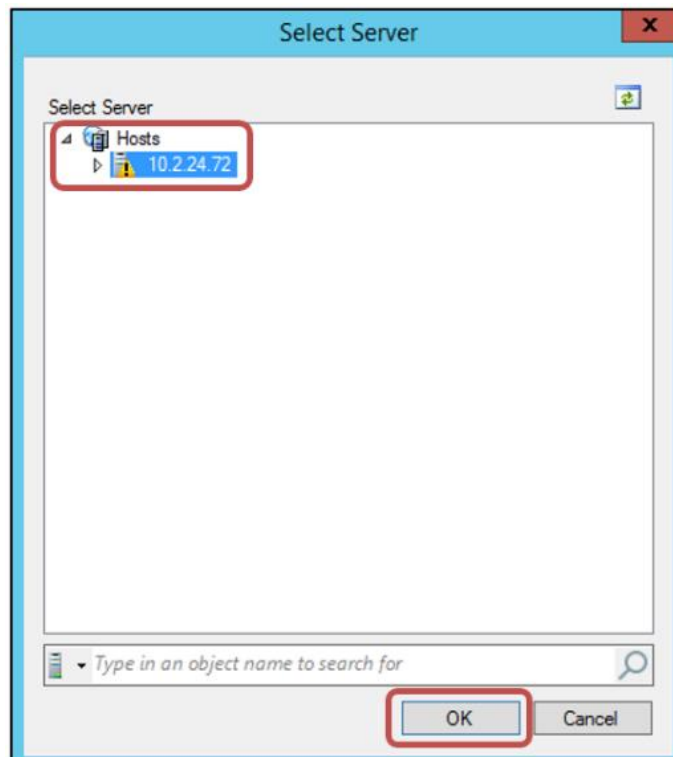 Select Server
x
Select Server
Hosts
10.2.24.72
Type in an object name to search for
OK Cancel